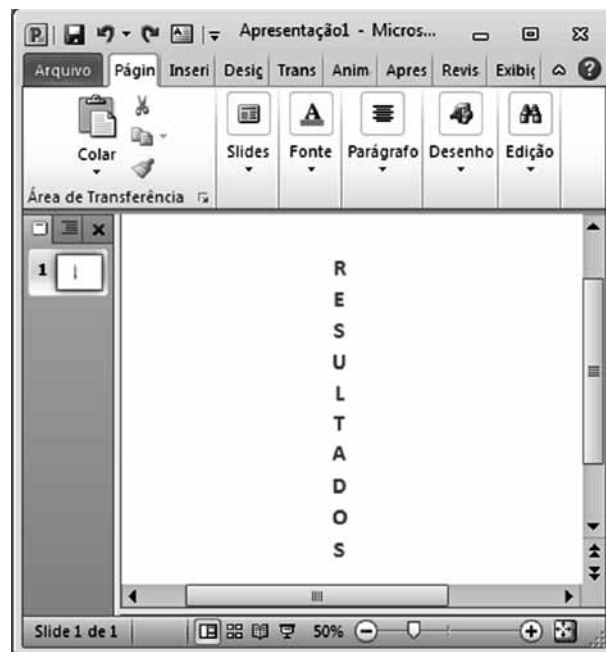 Apresentação1 - Micros...
Arquivo Págin Inseri Desig Trans Anim Apres Revis Exibiç
Colar
Slides Fonte Parágrafo Desenho Edição
Área de Transferência
1
R
E
S
U
L
T
A
D
O
S
Slide 1 de 1 50%